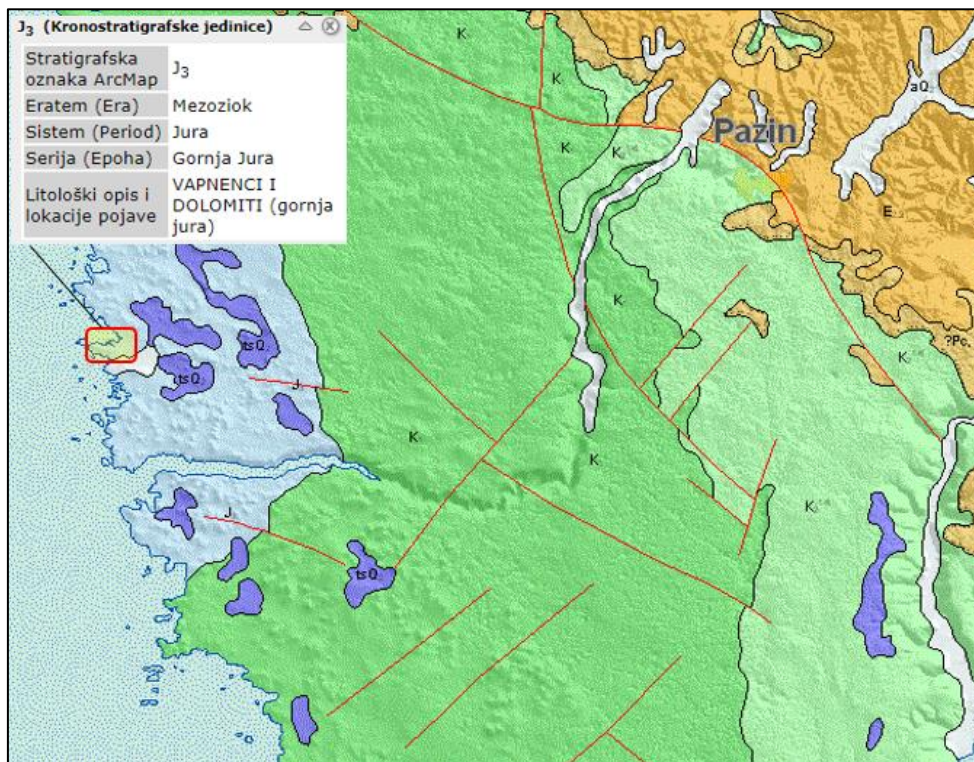 J₃ (Kronostratigrafske jedinice)
Stratigrafska
oznaka ArcMap
J₃
Eratem (Era)
Mezoziok
Sistem (Period)
Jura
Serija (Epoha)
Gornja Jura
Litološki opis i
lokacije pojave
VAPNENCI I
DOLOMITI (gornja
jura)
K
Pazin
aQ
K
K
K
E
K
?Pc,
K
tsQ
tsQ
J
K
K
K
J
tsQ